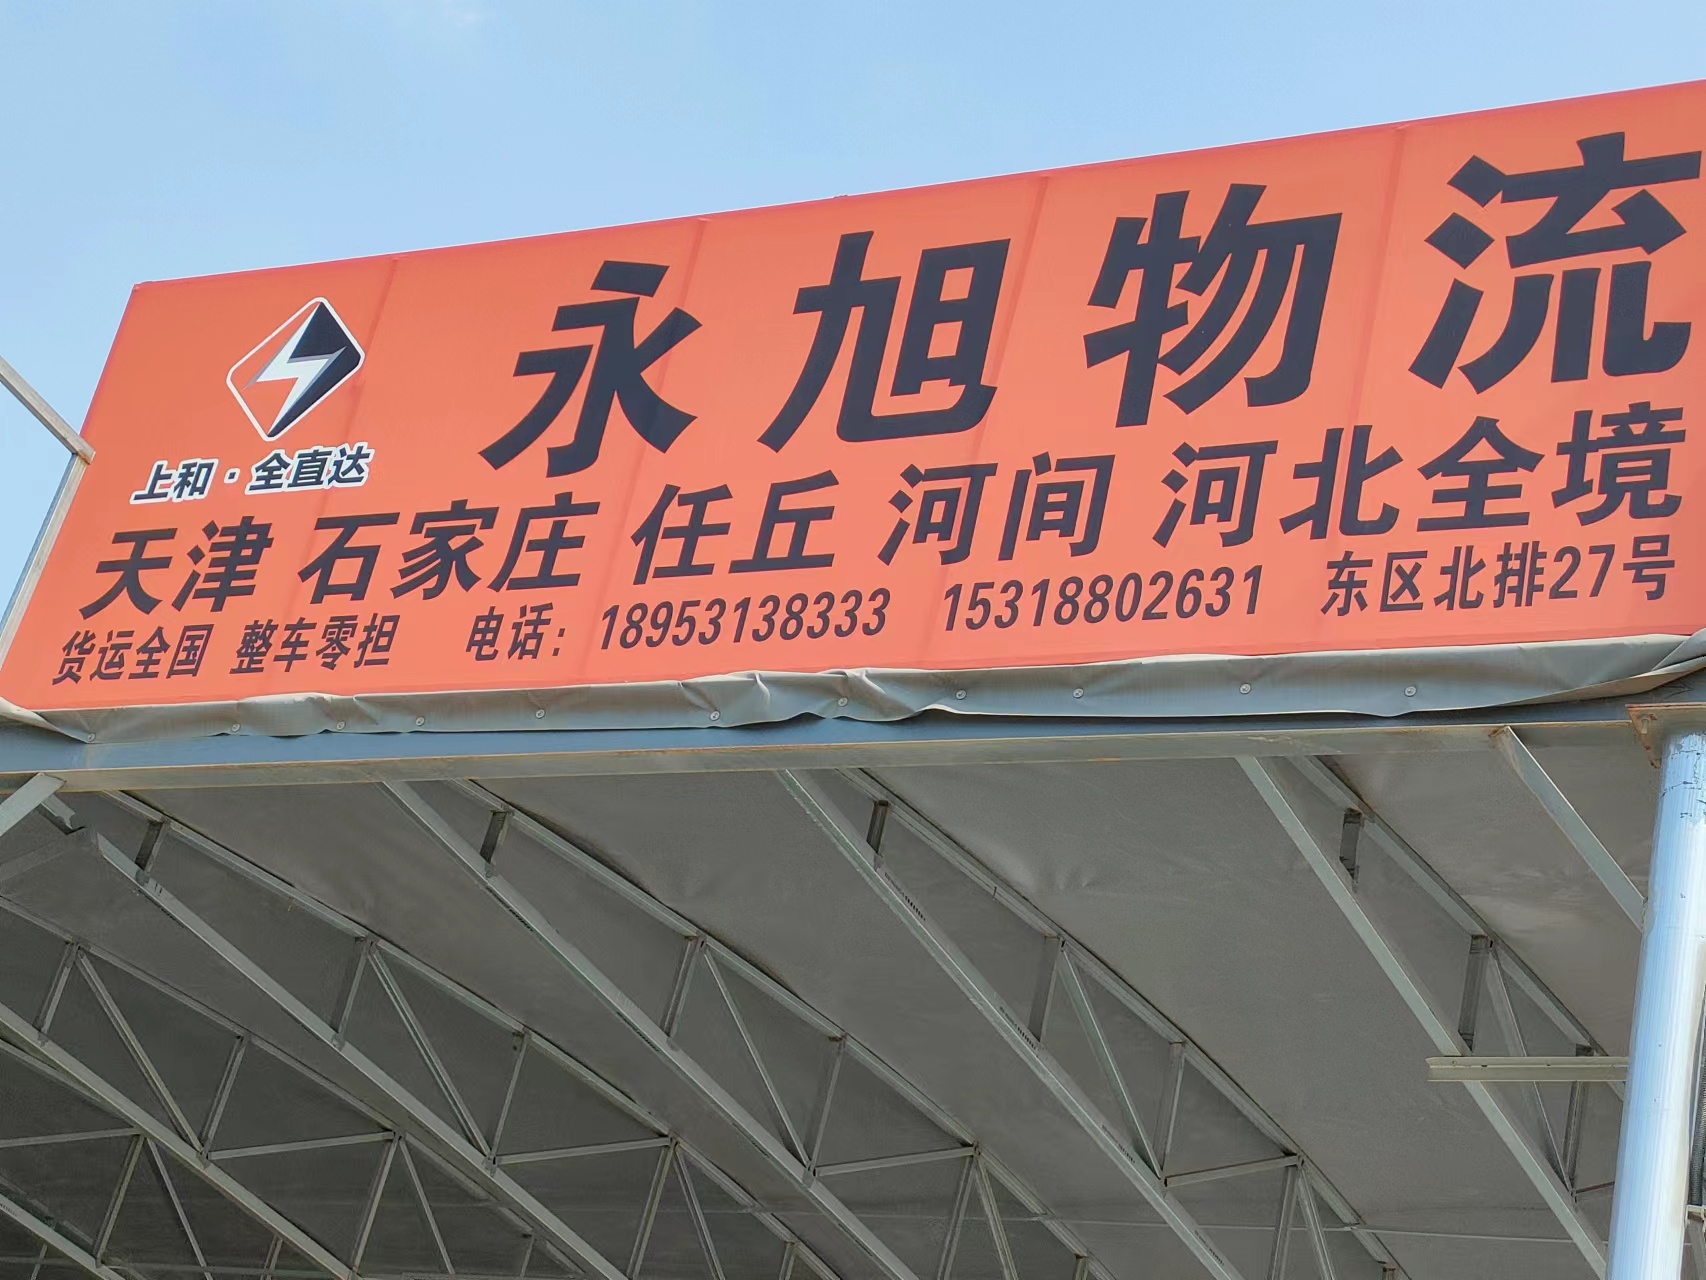 永旭物流
上和·全直达
天津 石家庄 任丘 河间 河北全境
货运全国 整车零担 电话：18953138333 15318802631 东区北排27号